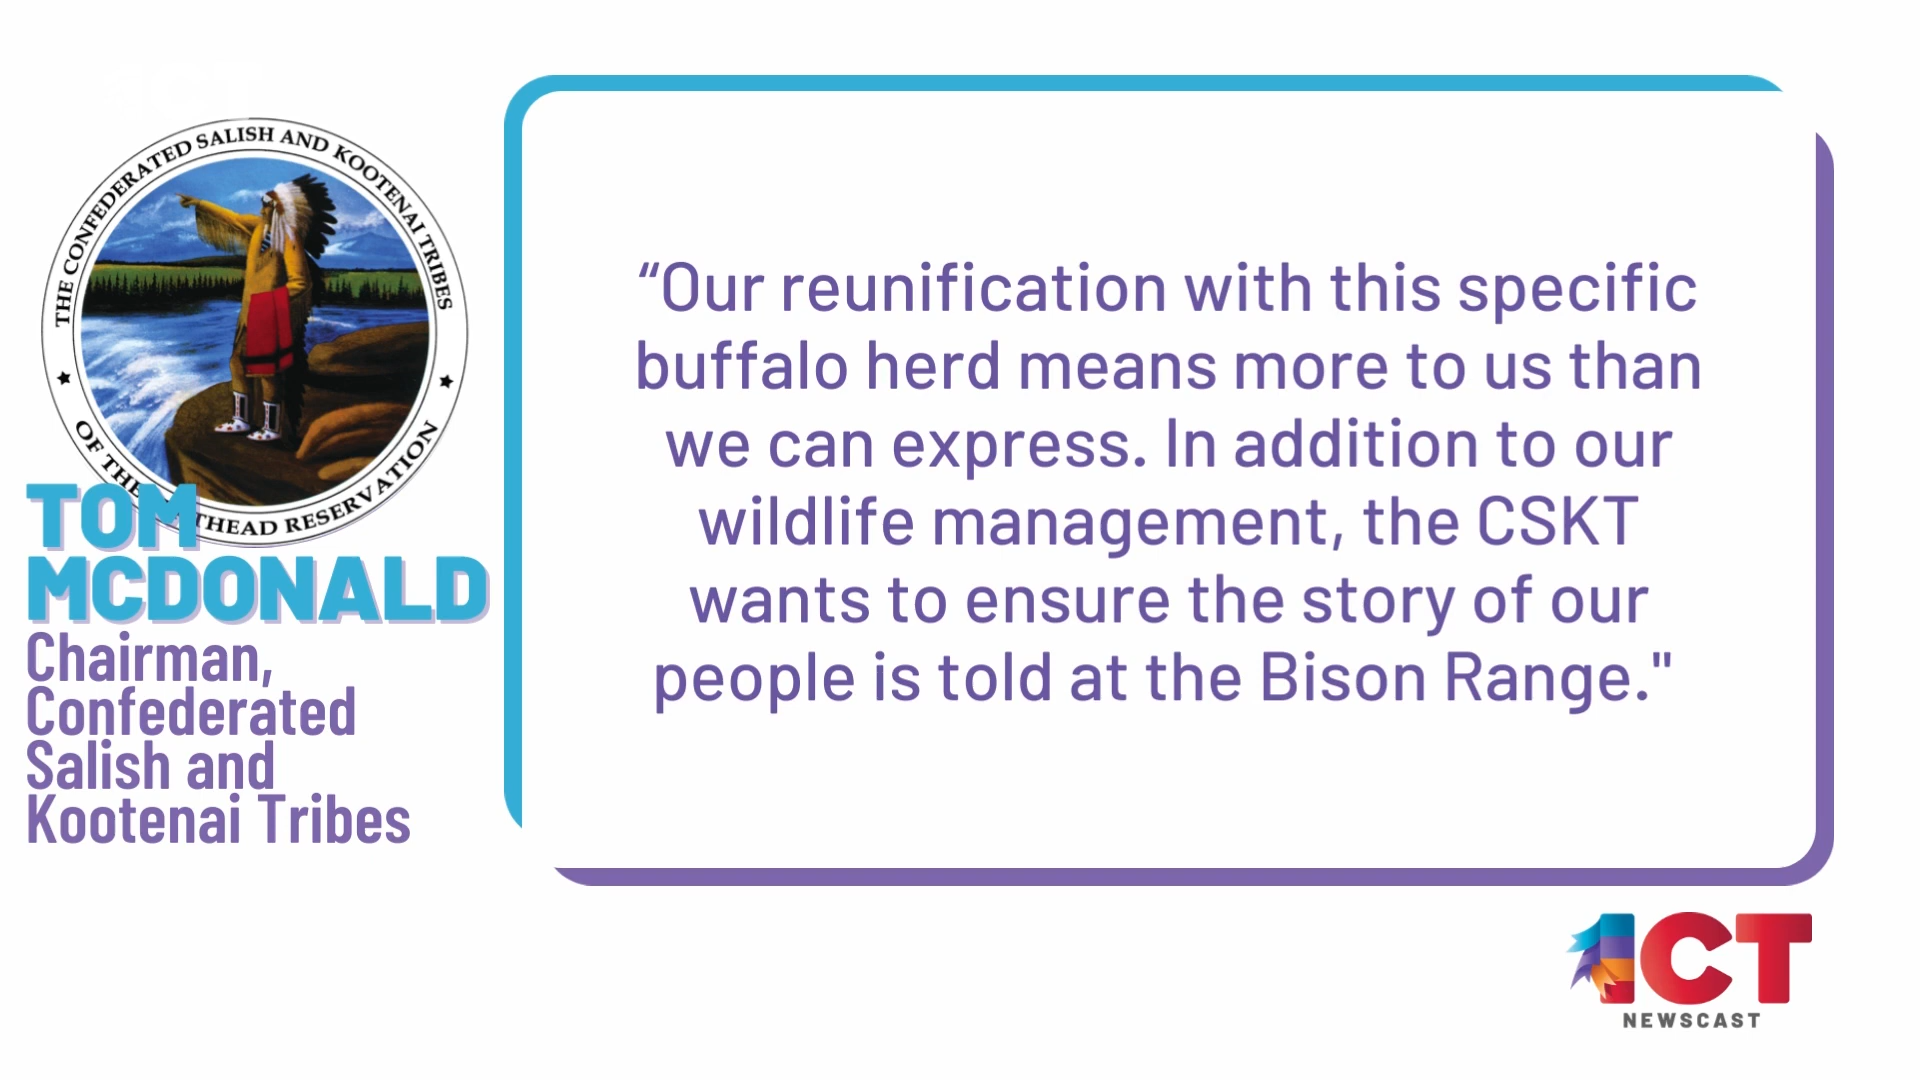 THE CONFEDERATED SALISH AND KOOTENAI TRIBES
OF THE THEAD RESERVATION
TOM
MCDONALD
Chairman,
Confederated
Salish and
Kootenai Tribes
“Our reunification with this specific
buffalo herd means more to us than
we can express. In addition to our
wildlife management, the CSKT
wants to ensure the story of our
people is told at the Bison Range."
ICT
NEWSCAST